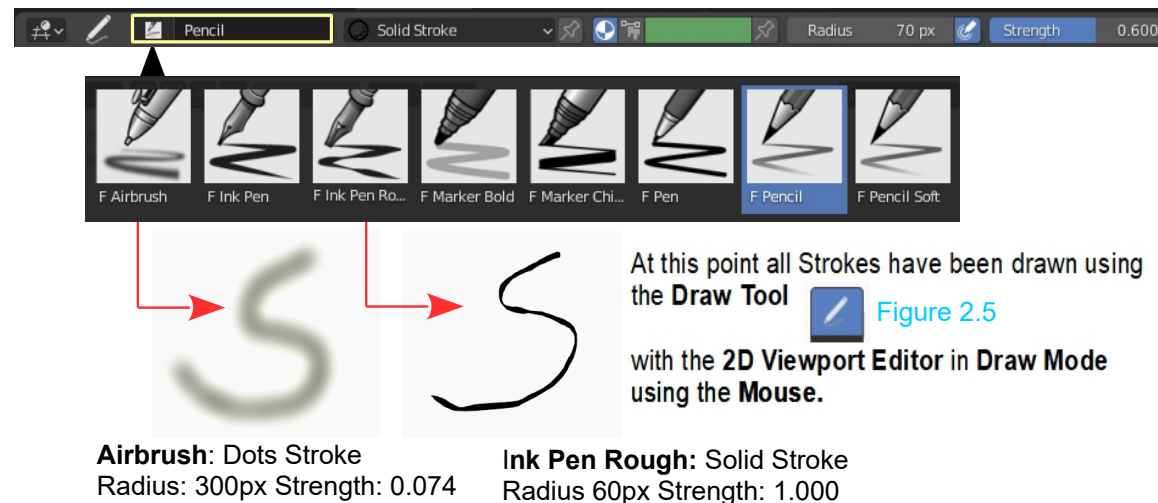 Pencil Solid Stroke Radius 70 px Strength 0.600
F Airbrush F Ink Pen F Ink Pen Ro... F Marker Bold F Marker Chi... F Pen F Pencil F Pencil Soft
At this point all Strokes have been drawn using
the Draw Tool
Figure 2.5
with the 2D Viewport Editor in Draw Mode
using the Mouse.
Airbrush: Dots Stroke
Radius: 300px Strength: 0.074
Ink Pen Rough: Solid Stroke
Radius 60px Strength: 1.000